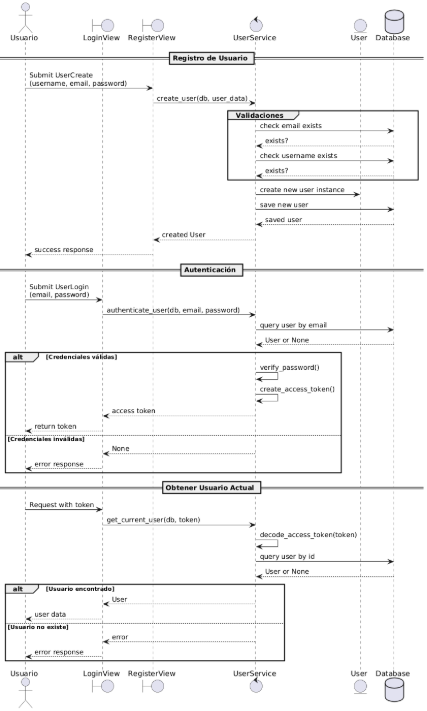 Usuario LoginView RegisterView UserService User Database
Registro de Usuario
Submit UserCreate
(username, email, password)
create_user(db, user_data)
Validaciones
check email exists
exists?
check username exists
exists?
create new user instance
save new user
saved user
created User
success response
Autenticación
Submit UserLogin
(email, password)
authenticate_user(db, email, password)
query user by email
User or None
alt [Credenciales válidas]
verify_password()
create_access_token()
access token
return token
[Credenciales inválidas]
None
error response
Obtener Usuario Actual
Request with token
get_current_user(db, token)
decode_access_token(token)
query user by id
User or None
alt [Usuario encontrado]
User
user data
[Usuario no existe]
error
error response
Usuario LoginView RegisterView UserService User Database